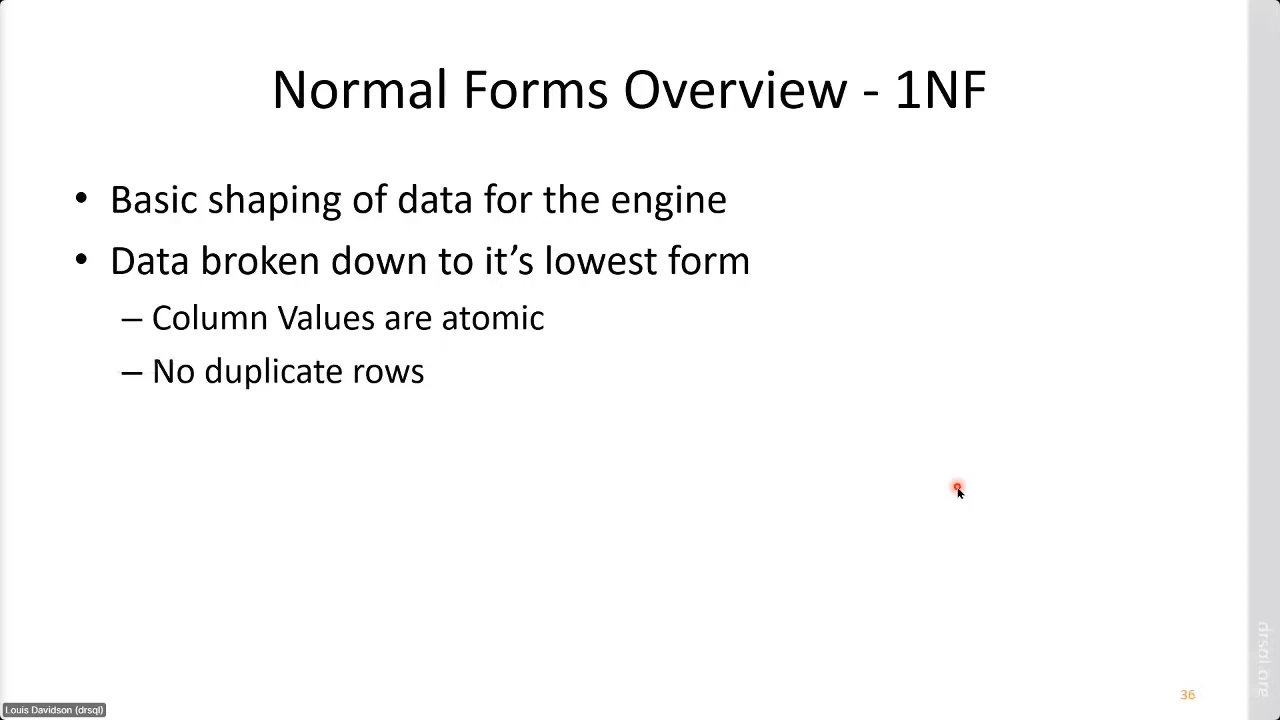 Normal Forms Overview - 1NF
• Basic shaping of data for the engine
• Data broken down to it’s lowest form
– Column Values are atomic
– No duplicate rows
drsql.org
36
Louis Davidson (drsql)